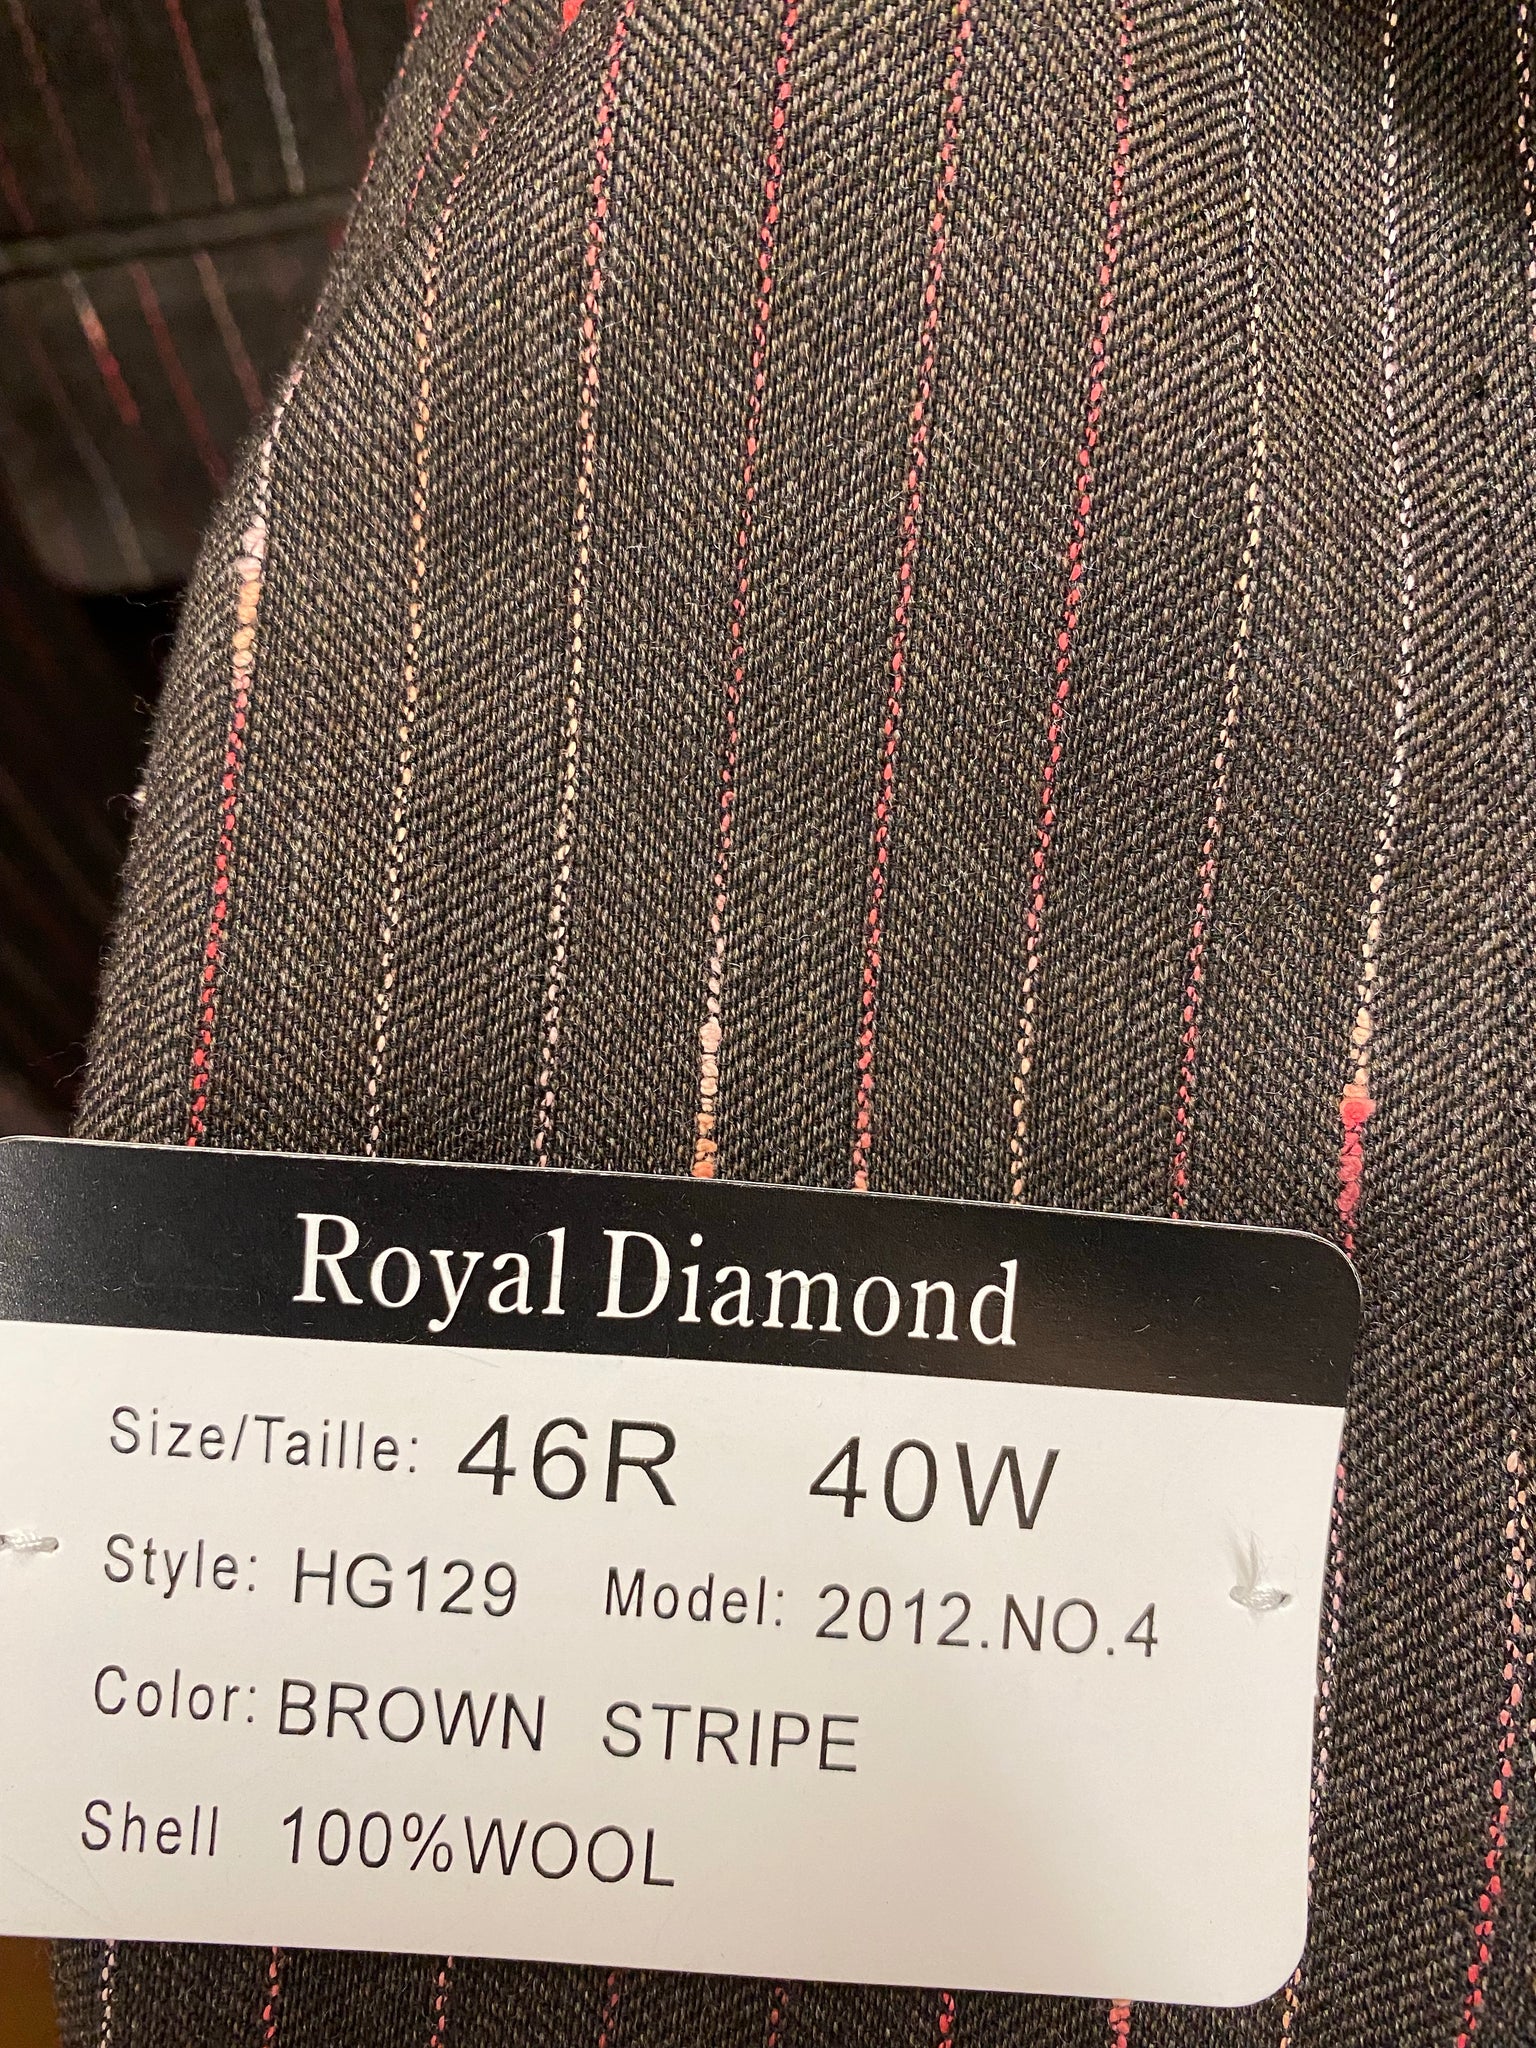 Royal Diamond
Size/Taille: 46R 40W
Style: HG129 Model: 2012.NO.4
Color: BROWN STRIPE
Shell 100%WOOL